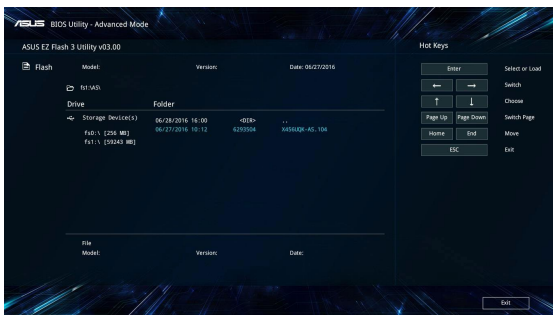 ASUS BIOS Utility - Advanced Mode
ASUS EZ Flash 3 Utility v03.00
Hot Keys
Flash
Model: Version: Date: 06/27/2016
fs1:\AS\
Drive Folder
Storage Device(s)
fs0:\ [256 MB]
fs1:\ [59243 MB]
06/28/2016 16:00 <DIR> ..
06/27/2016 10:12 6293504 X456UQK-AS.104
File
Model: Version: Date:
Enter Select or Load
← → Switch
↑ ↓ Choose
Page Up Page Down Switch Page
Home End Move
ESC Exit
Exit